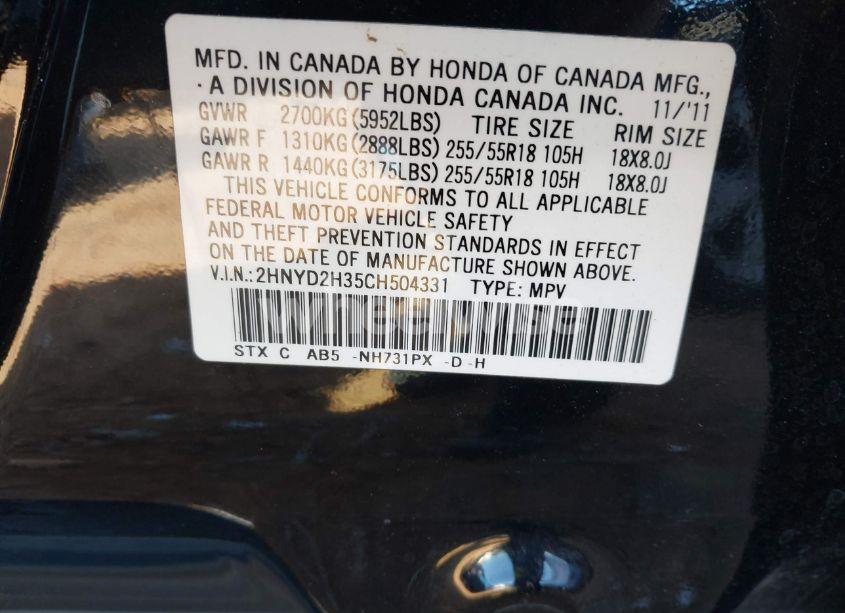 MFD. IN CANADA BY HONDA OF CANADA MFG.,
A DIVISION OF HONDA CANADA INC. 11/'11
GVWR 2700KG(5952LBS) TIRE SIZE RIM SIZE
GAWR F 1310KG(2888LBS) 255/55R18 105H 18X8.0J
GAWR R 1440KG(3175LBS) 255/55R18 105H 18X8.0J
THIS VEHICLE CONFORMS TO ALL APPLICABLE
FEDERAL MOTOR VEHICLE SAFETY
AND THEFT PREVENTION STANDARDS IN EFFECT
ON THE DATE OF MANUFACTURE SHOWN ABOVE.
V.I.N.:2HNYD2H35CH504331 TYPE: MPV
STX C AB5 -NH731PX -D -H